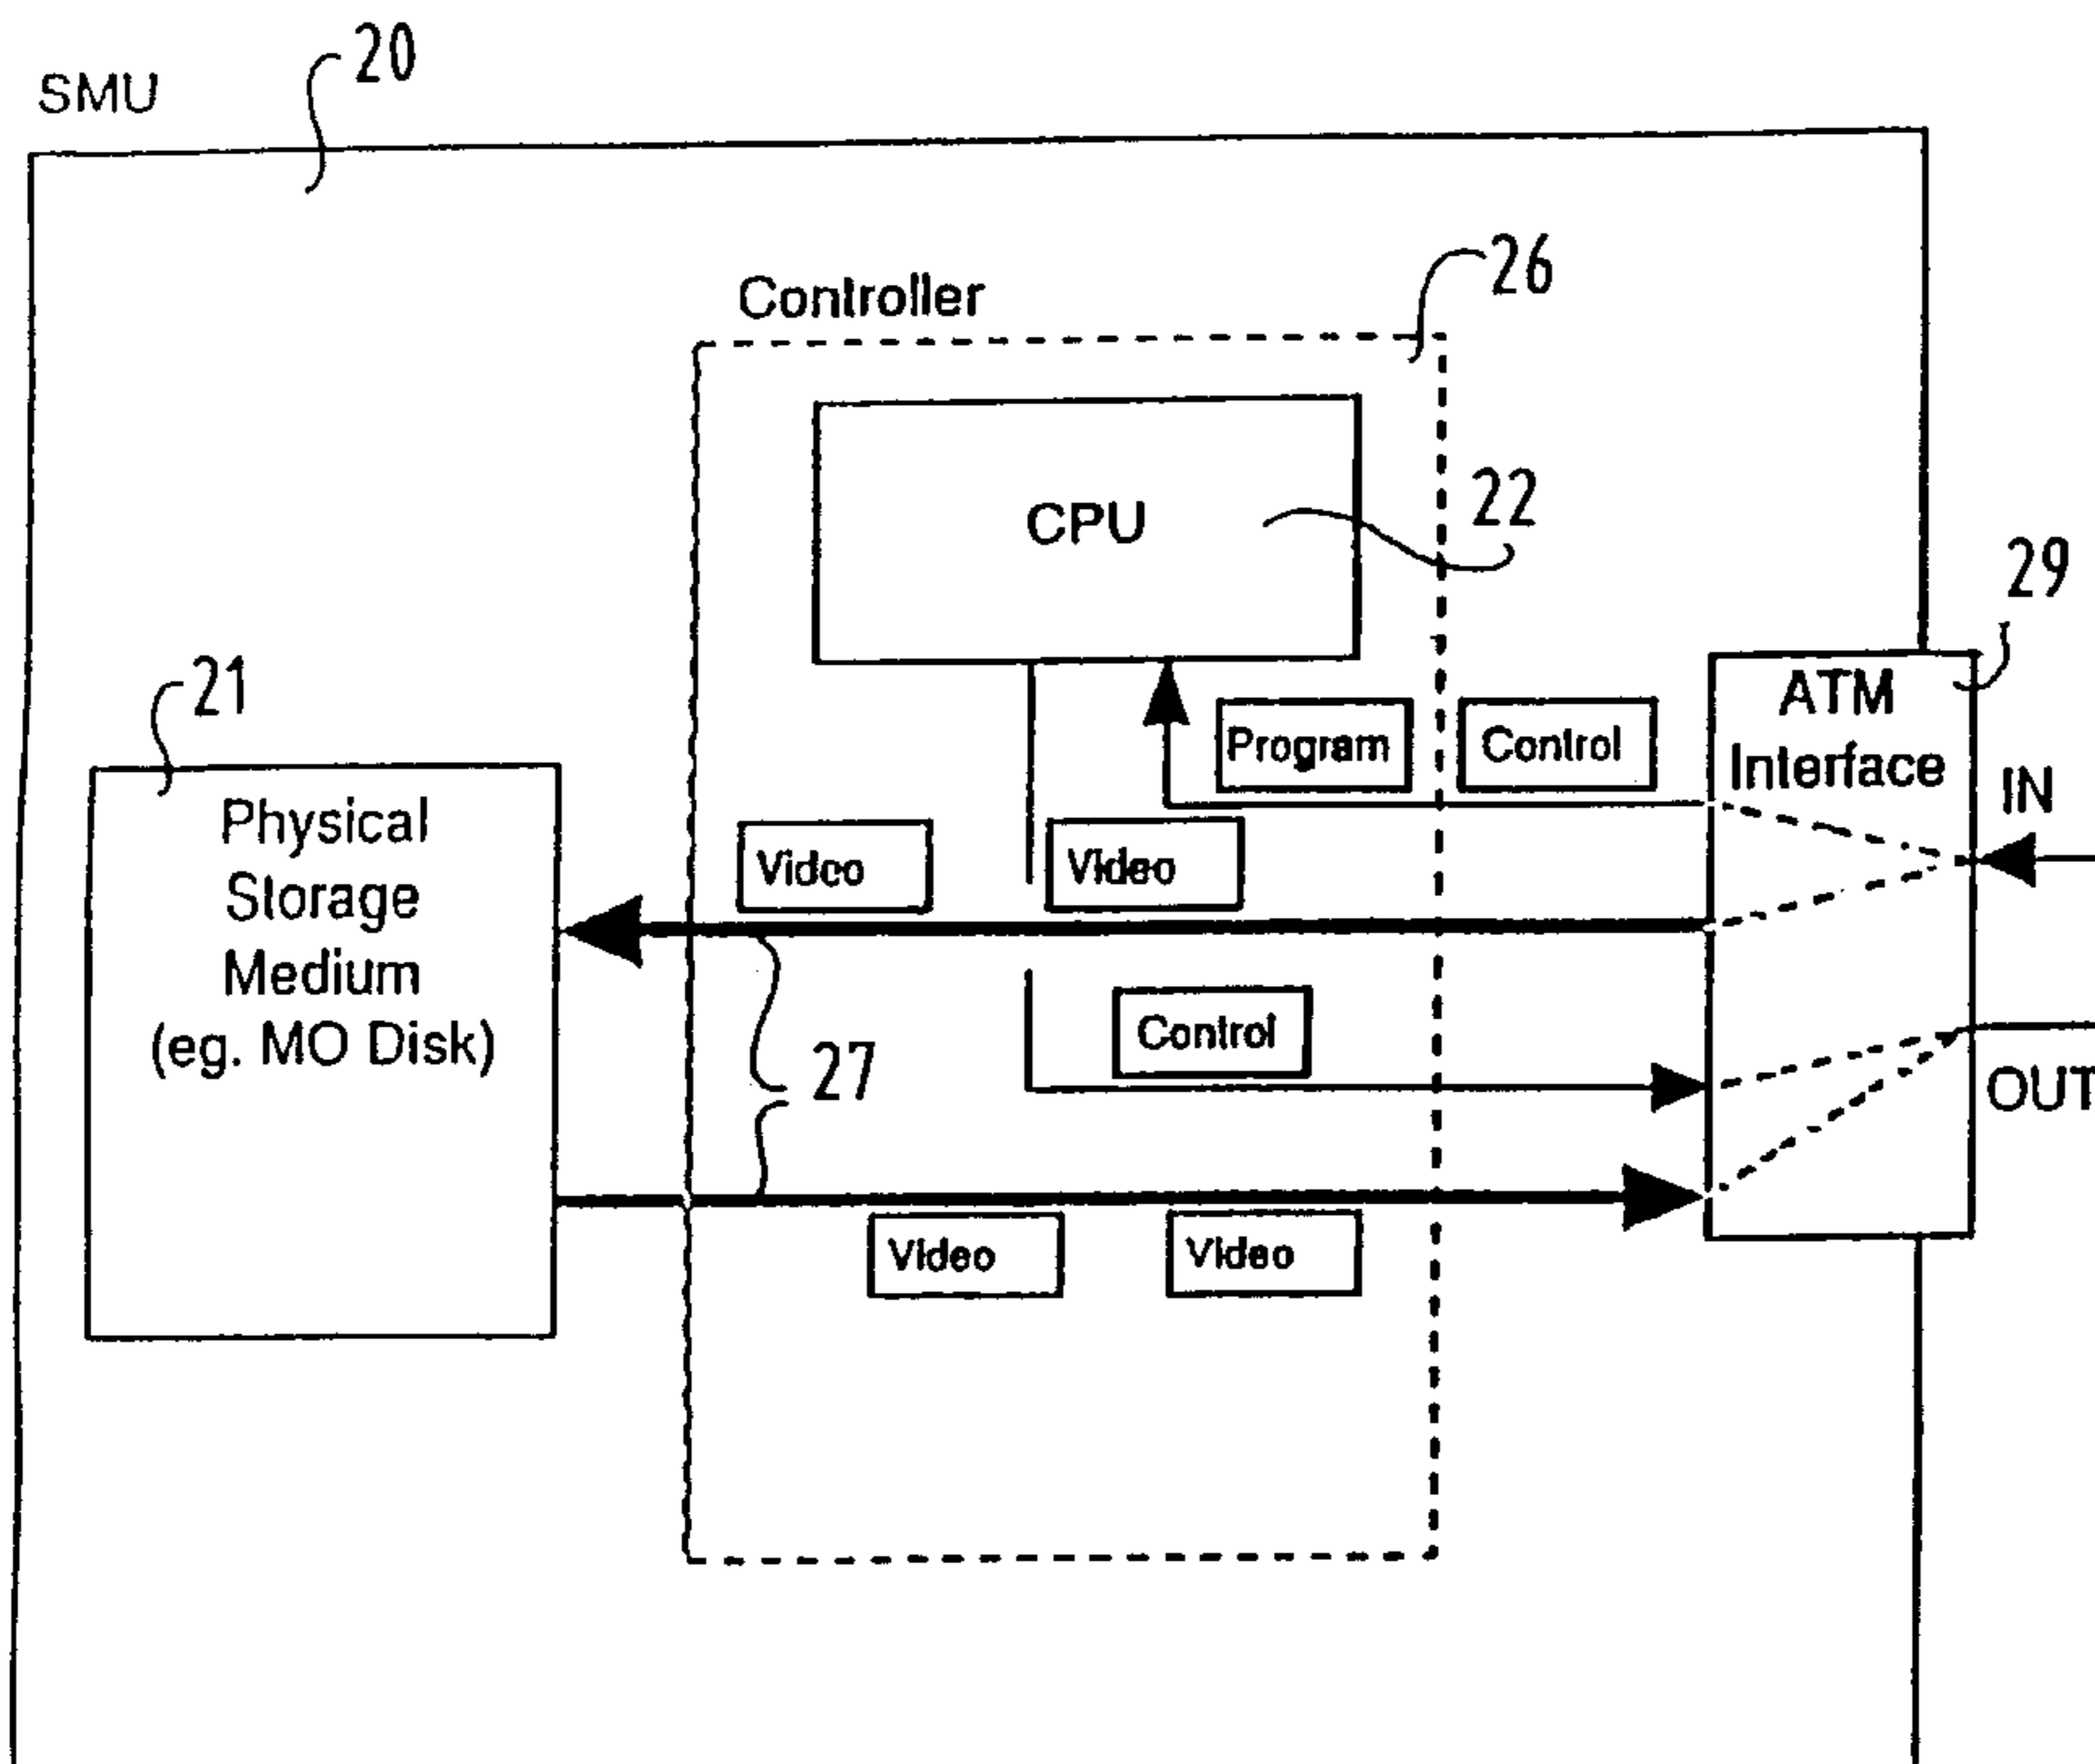 20
SMU
26
Controller
22
CPU
29
21
ATM
Interface
Program
Control
IN
Physical
Storage
Medium
(eg. MO Disk)
Video
Video
Control
27
OUT
Video
Video